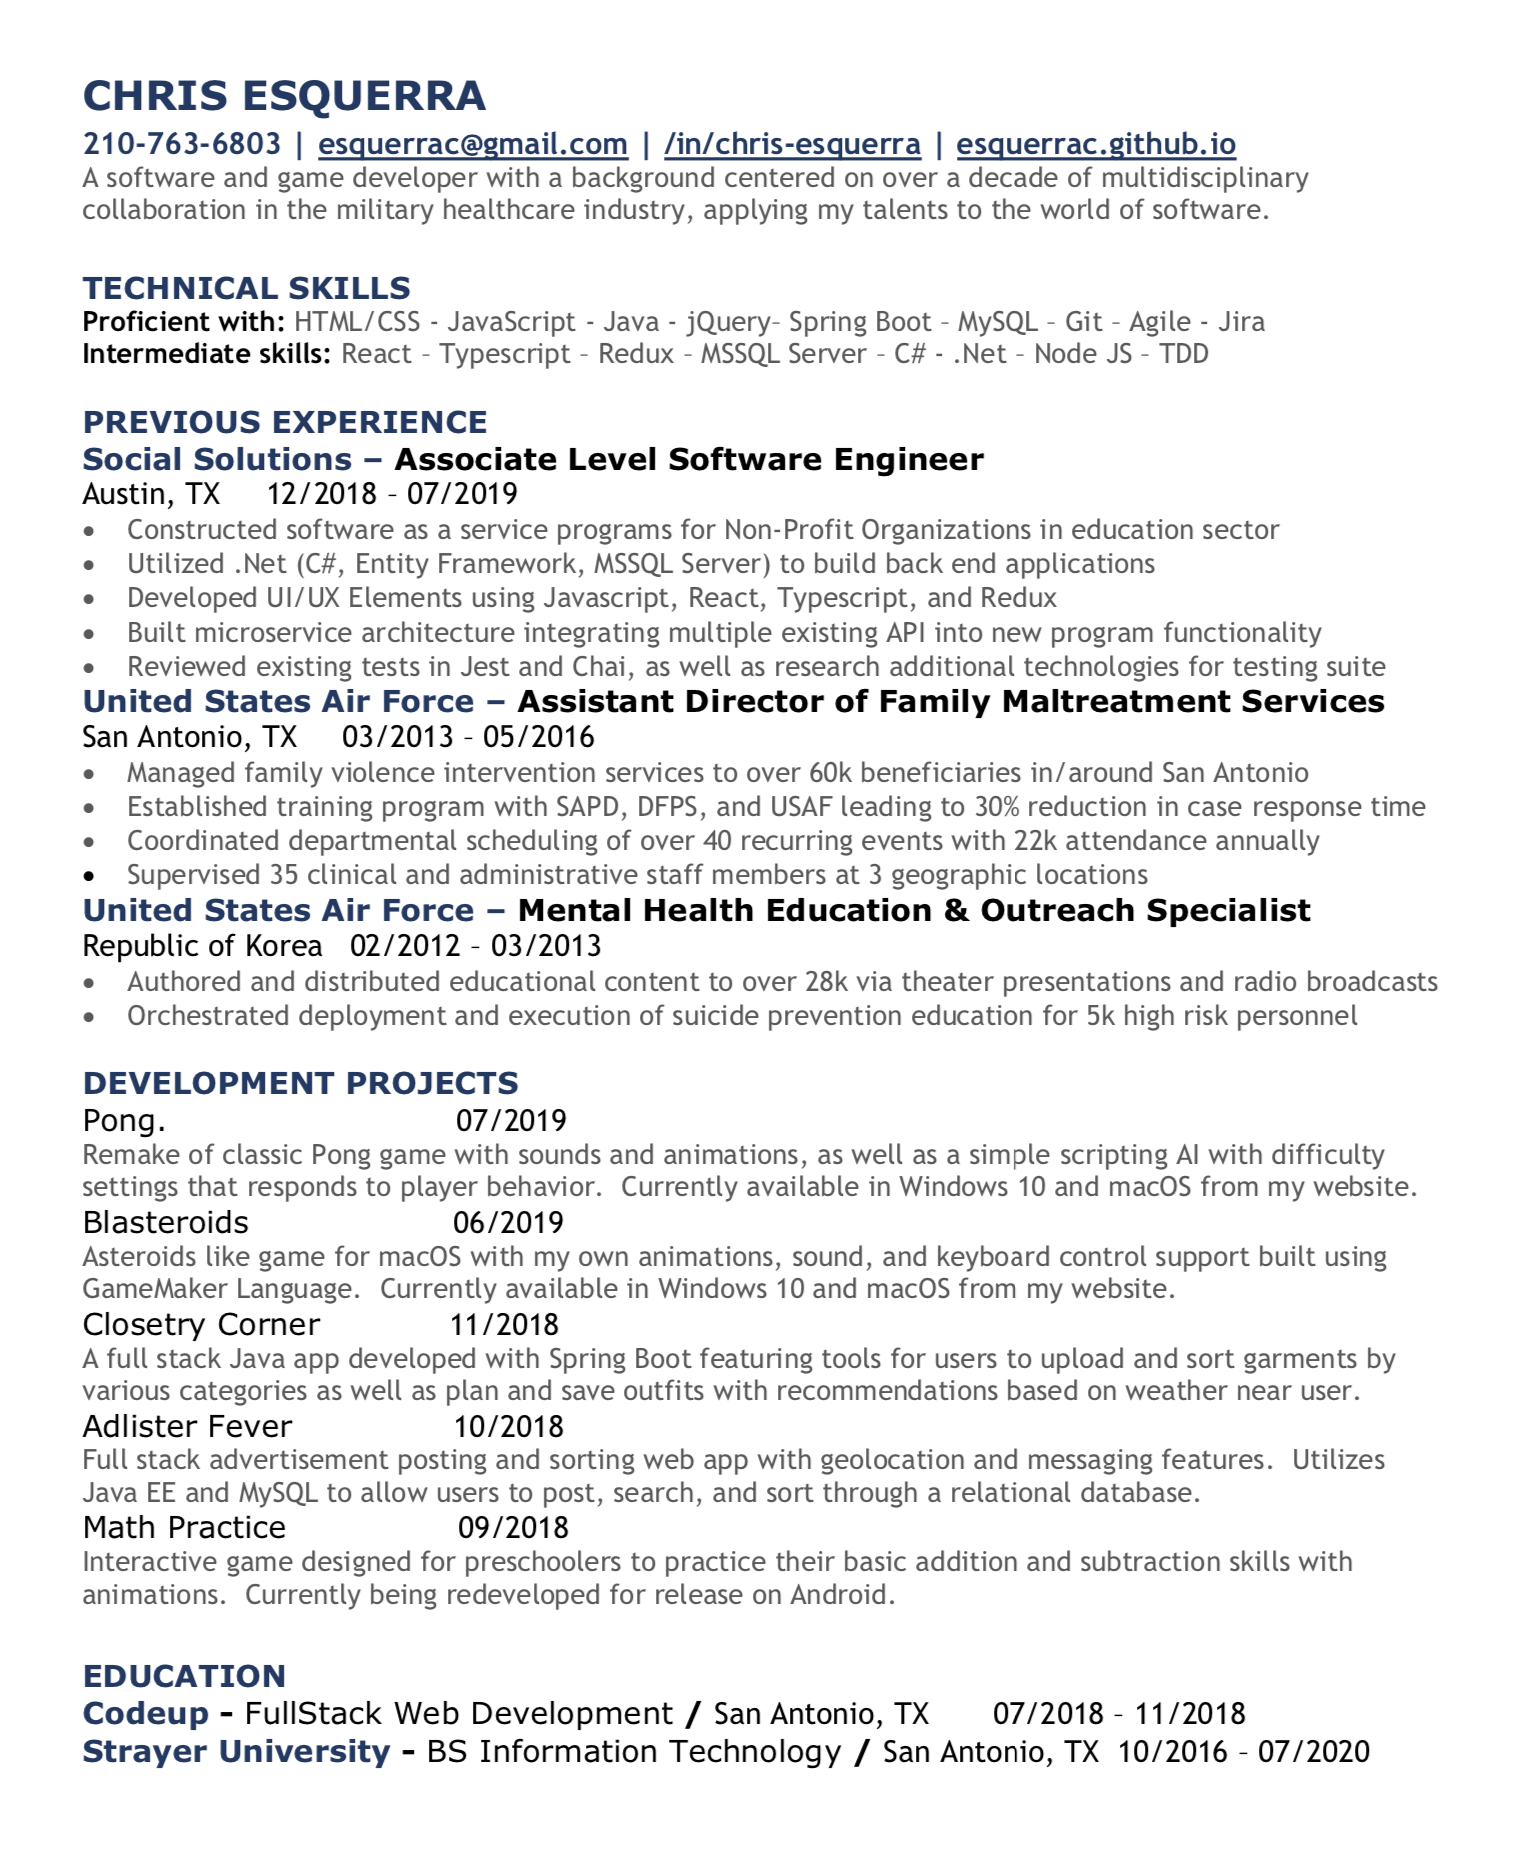 CHRIS ESQUERRA
210-763-6803 | esquerrac@gmail.com | /in/chris-esquerra | esquerrac.github.io
A software and game developer with a background centered on over a decade of multidisciplinary
collaboration in the military healthcare industry, applying my talents to the world of software.
TECHNICAL SKILLS
Proficient with: HTML/CSS - JavaScript - Java - jQuery– Spring Boot – MySQL – Git – Agile - Jira
Intermediate skills: React – Typescript – Redux – MSSQL Server – C# - .Net – Node JS – TDD
PREVIOUS EXPERIENCE
Social Solutions – Associate Level Software Engineer
Austin, TX 12/2018 – 07/2019
• Constructed software as a service programs for Non-Profit Organizations in education sector
• Utilized .Net (C#, Entity Framework, MSSQL Server) to build back end applications
• Developed UI/UX Elements using Javascript, React, Typescript, and Redux
• Built microservice architecture integrating multiple existing API into new program functionality
• Reviewed existing tests in Jest and Chai, as well as research additional technologies for testing suite
United States Air Force – Assistant Director of Family Maltreatment Services
San Antonio, TX 03/2013 – 05/2016
• Managed family violence intervention services to over 60k beneficiaries in/around San Antonio
• Established training program with SAPD, DFPS, and USAF leading to 30% reduction in case response time
• Coordinated departmental scheduling of over 40 recurring events with 22k attendance annually
• Supervised 35 clinical and administrative staff members at 3 geographic locations
United States Air Force – Mental Health Education & Outreach Specialist
Republic of Korea 02/2012 – 03/2013
• Authored and distributed educational content to over 28k via theater presentations and radio broadcasts
• Orchestrated deployment and execution of suicide prevention education for 5k high risk personnel
DEVELOPMENT PROJECTS
Pong. 07/2019
Remake of classic Pong game with sounds and animations, as well as a simple scripting AI with difficulty
settings that responds to player behavior. Currently available in Windows 10 and macOS from my website.
Blasteroids 06/2019
Asteroids like game for macOS with my own animations, sound, and keyboard control support built using
GameMaker Language. Currently available in Windows 10 and macOS from my website.
Closetry Corner 11/2018
A full stack Java app developed with Spring Boot featuring tools for users to upload and sort garments by
various categories as well as plan and save outfits with recommendations based on weather near user.
Adlister Fever 10/2018
Full stack advertisement posting and sorting web app with geolocation and messaging features. Utilizes
Java EE and MySQL to allow users to post, search, and sort through a relational database.
Math Practice 09/2018
Interactive game designed for preschoolers to practice their basic addition and subtraction skills with
animations. Currently being redeveloped for release on Android.
EDUCATION
Codeup - FullStack Web Development / San Antonio, TX 07/2018 – 11/2018
Strayer University - BS Information Technology / San Antonio, TX 10/2016 – 07/2020